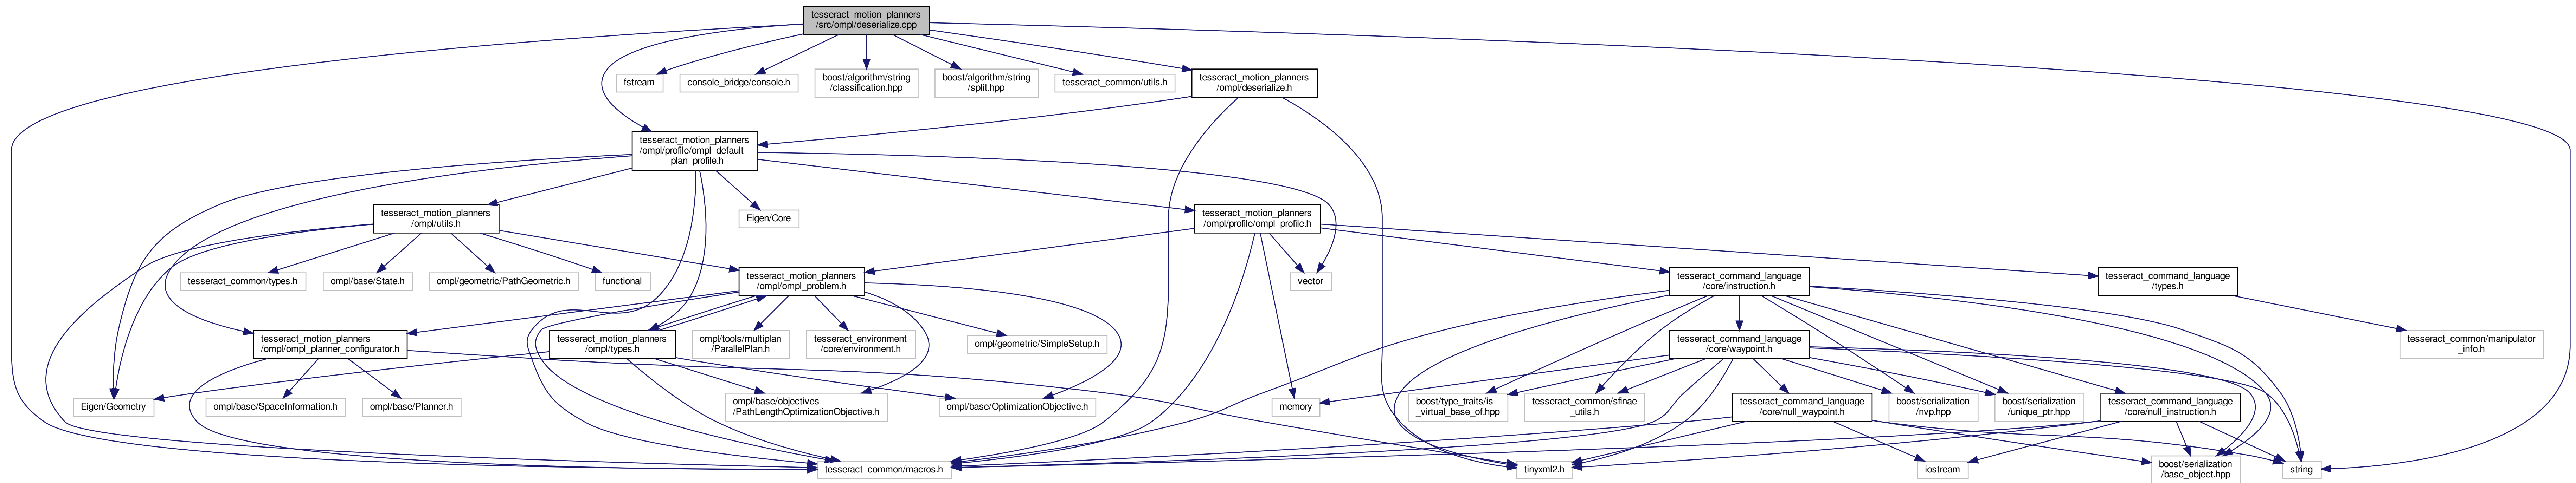 tesseract_motion_planners
/src/ompl/deserialize.cpp
fstream
console_bridge/console.h
boost/algorithm/string
/classification.hpp
boost/algorithm/string
/split.hpp
tesseract_common/utils.h
tesseract_motion_planners
/ompl/deserialize.h
tesseract_motion_planners
/ompl/profile/ompl_default
_plan_profile.h
tesseract_motion_planners
/ompl/utils.h
Eigen/Core
tesseract_motion_planners
/ompl/profile/ompl_profile.h
tesseract_common/types.h
ompl/base/State.h
ompl/geometric/PathGeometric.h
functional
tesseract_motion_planners
/ompl/ompl_problem.h
vector
tesseract_command_language
/core/instruction.h
tesseract_command_language
/types.h
tesseract_motion_planners
/ompl/ompl_planner_configurator.h
tesseract_motion_planners
/ompl/types.h
ompl/tools/multiplan
/ParallelPlan.h
tesseract_environment
/core/environment.h
ompl/geometric/SimpleSetup.h
tesseract_command_language
/core/waypoint.h
tesseract_common/manipulator
_info.h
Eigen/Geometry
ompl/base/SpaceInformation.h
ompl/base/Planner.h
ompl/base/objectives
/PathLengthOptimizationObjective.h
ompl/base/OptimizationObjective.h
memory
boost/type_traits/is
_virtual_base_of.hpp
tesseract_common/sfinae
_utils.h
tesseract_command_language
/core/null_waypoint.h
boost/serialization
/nvp.hpp
boost/serialization
/unique_ptr.hpp
tesseract_command_language
/core/null_instruction.h
tesseract_common/macros.h
tinyxml2.h
iostream
boost/serialization
/base_object.hpp
string